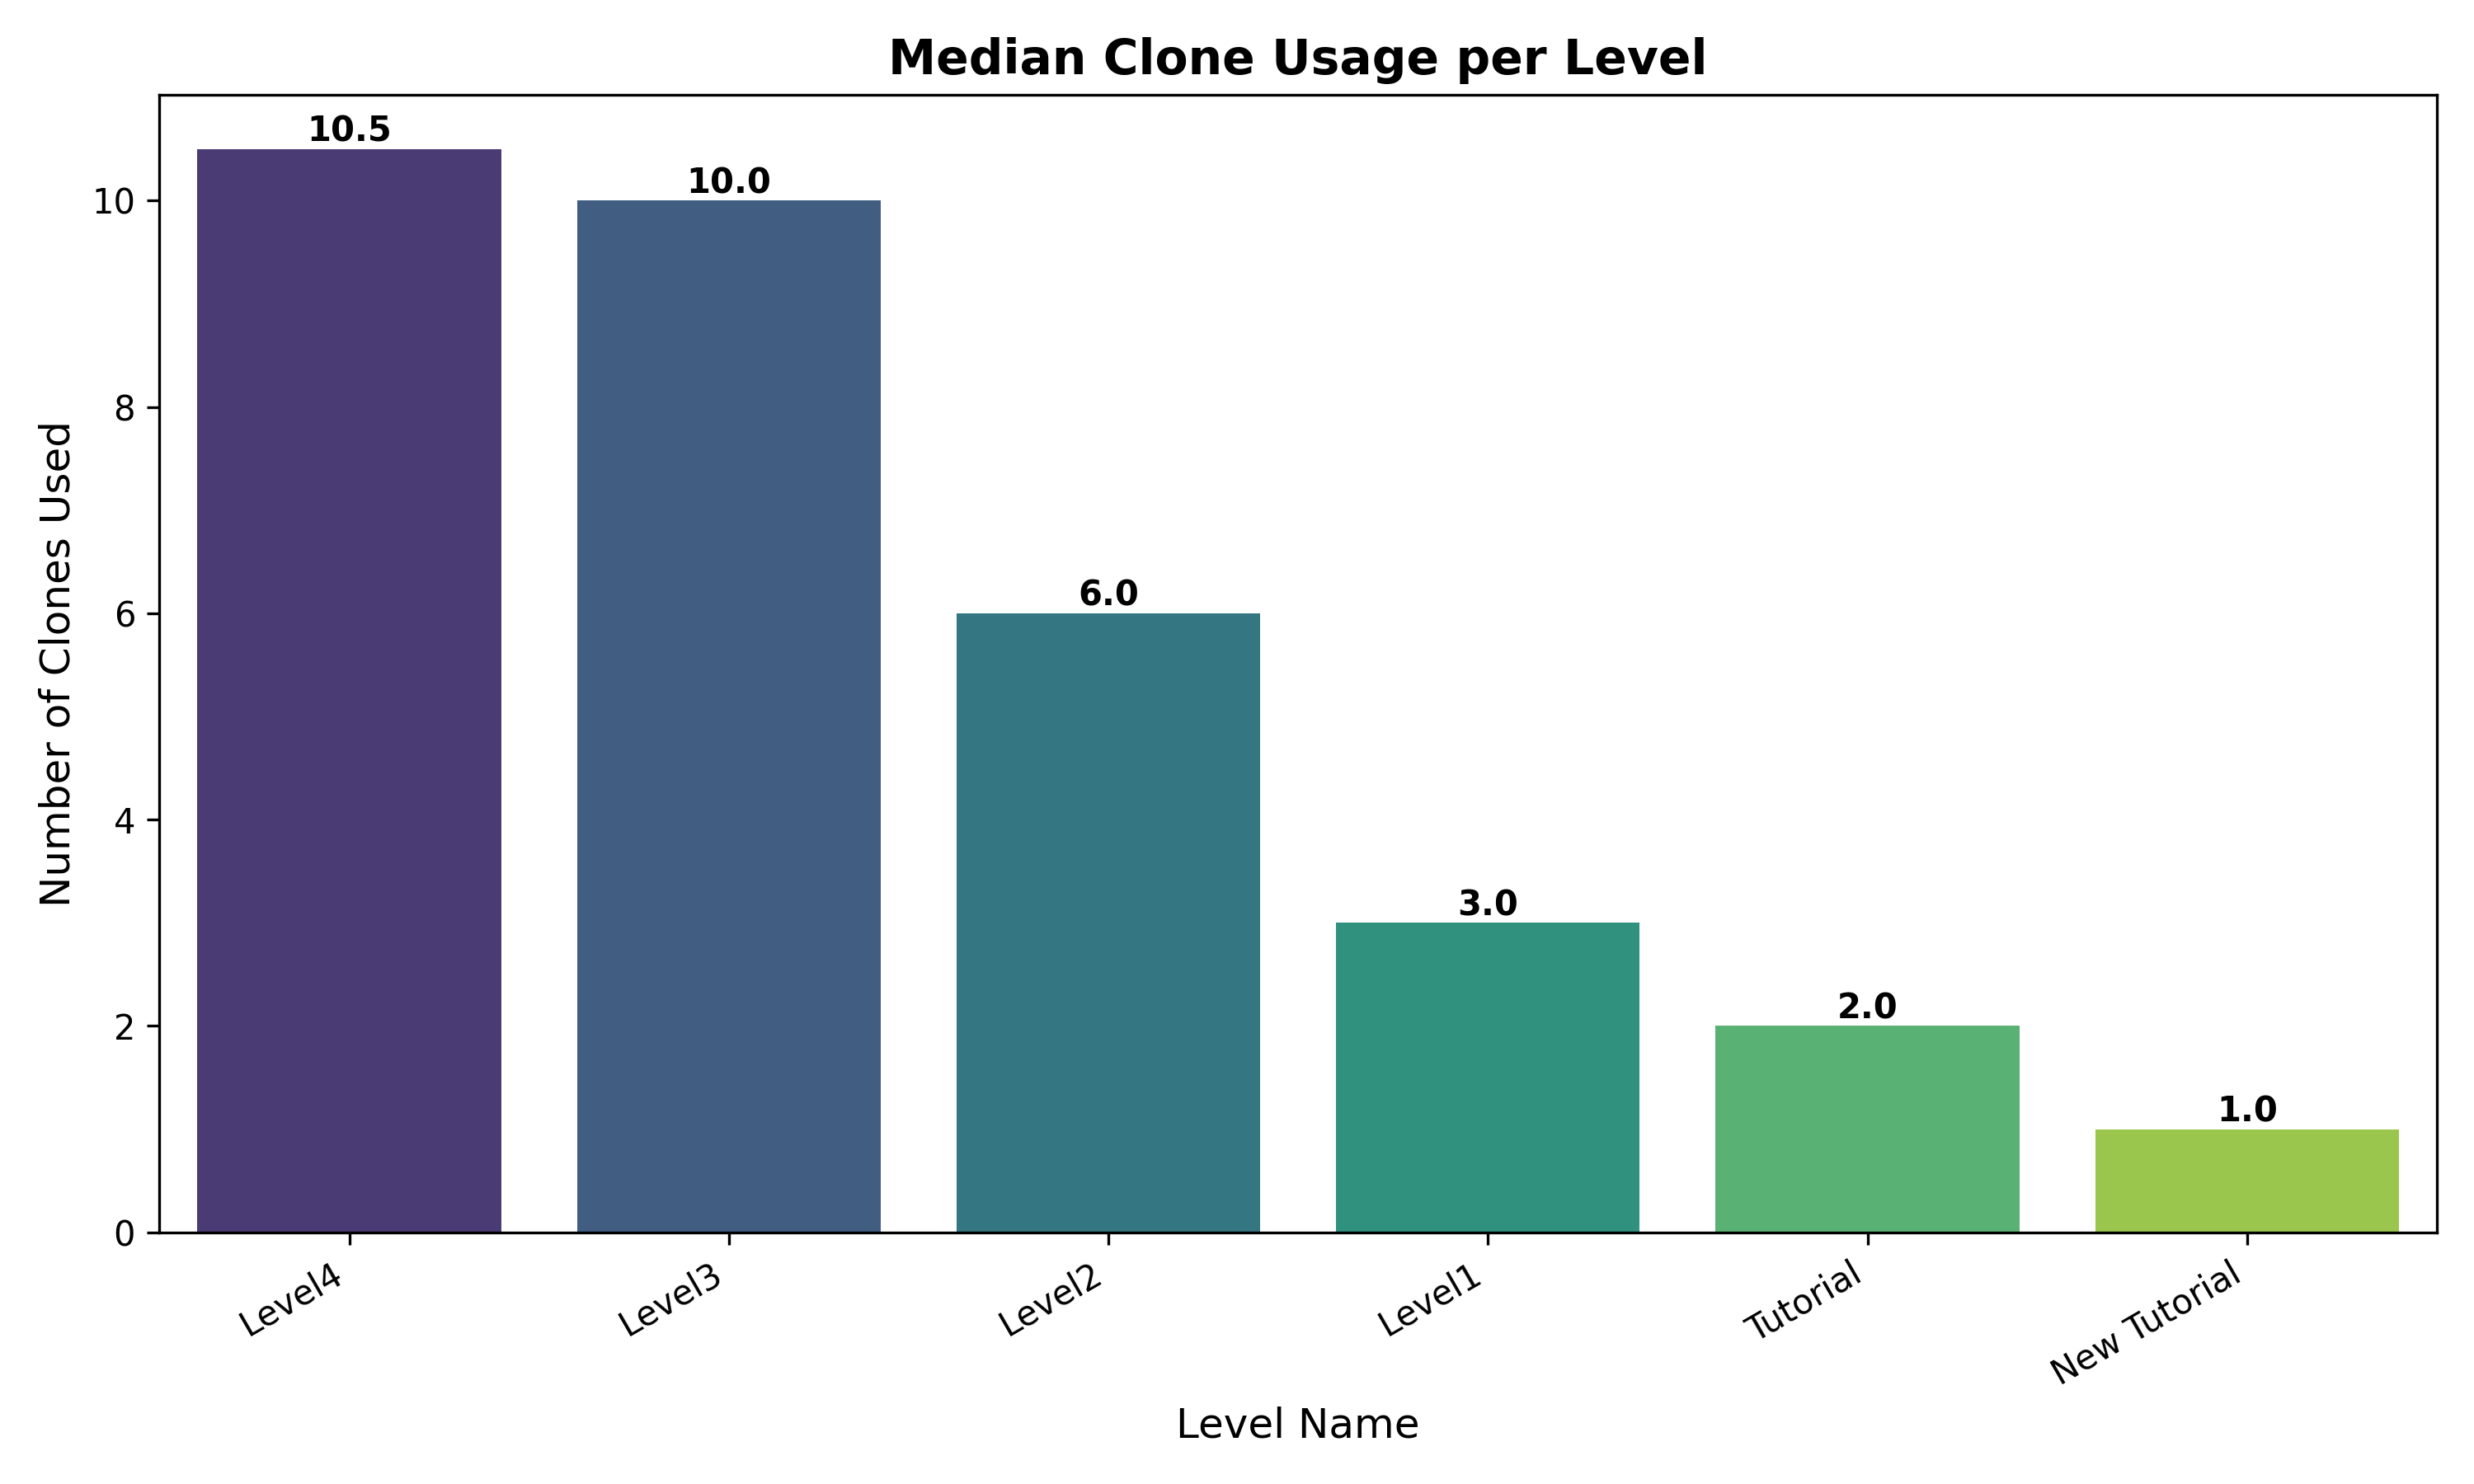 Median Clone Usage per Level
Number of Clones Used
10
8
6
4
2
0
10.5
10.0
6.0
3.0
2.0
1.0
Level4
Level3
Level2
Level1
Tutorial
New Tutorial
Level Name